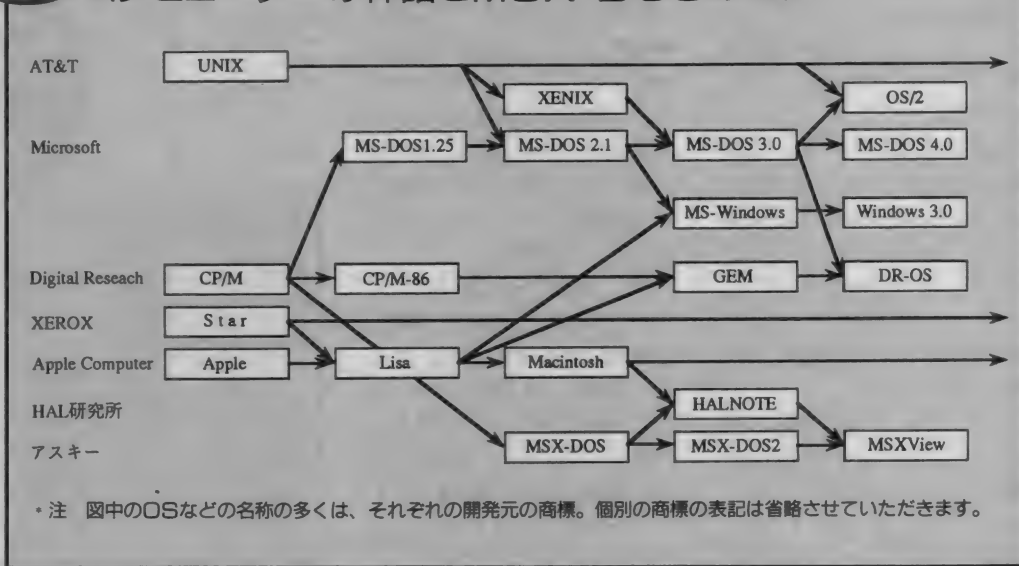 AT&T UNIX
XENIX OS/2
Microsoft MS-DOS1.25 MS-DOS 2.1 MS-DOS 3.0 MS-DOS 4.0
MS-Windows Windows 3.0
Digital Reseach CP/M CP/M-86 GEM DR-OS
XEROX Star
Apple Computer Apple Lisa Macintosh
HAL研究所 HALNOTE
アスキー MSX-DOS MSX-DOS2 MSXView
・注 図中のOSなどの名称の多くは、それぞれの開発元の商標。個別の商標の表記は省略させていただきます。